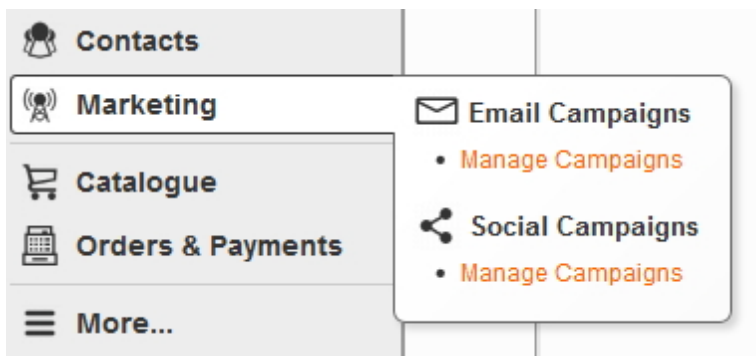 Contacts
Marketing
Catalogue
Orders & Payments
More...
Email Campaigns
• Manage Campaigns
Social Campaigns
• Manage Campaigns